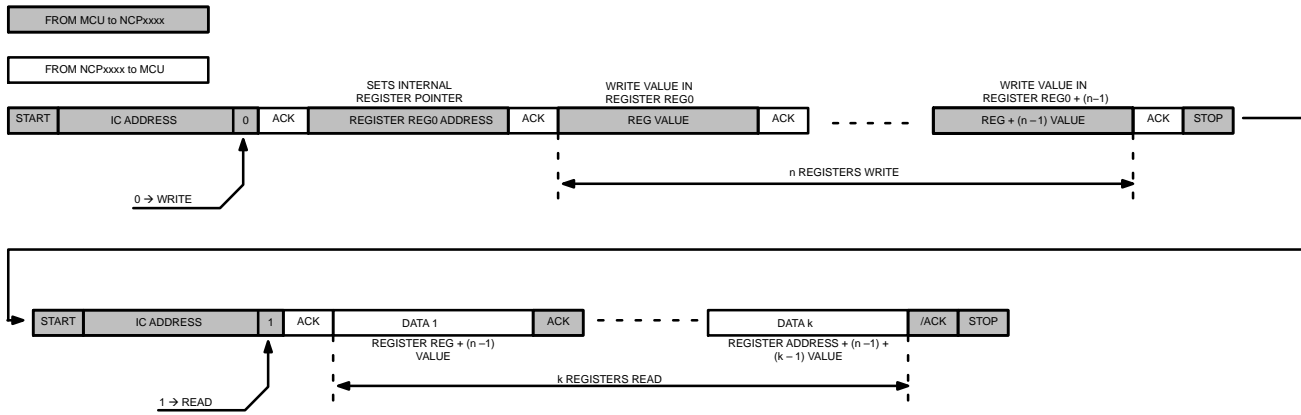 FROM MCU to NCPxxxx
FROM NCPxxxx to MCU
SETS INTERNAL
REGISTER POINTER
WRITE VALUE IN
REGISTER REG0
WRITE VALUE IN
REGISTER REG0 + (n–1)
START IC ADDRESS 0 ACK REGISTER REG0 ADDRESS ACK REG VALUE ACK REG + (n – 1) VALUE ACK STOP
n REGISTERS WRITE
0 → WRITE
START IC ADDRESS 1 ACK DATA 1 ACK DATA k /ACK STOP
REGISTER REG + (n –1)
VALUE
REGISTER ADDRESS + (n –1) +
(k – 1) VALUE
k REGISTERS READ
1 → READ